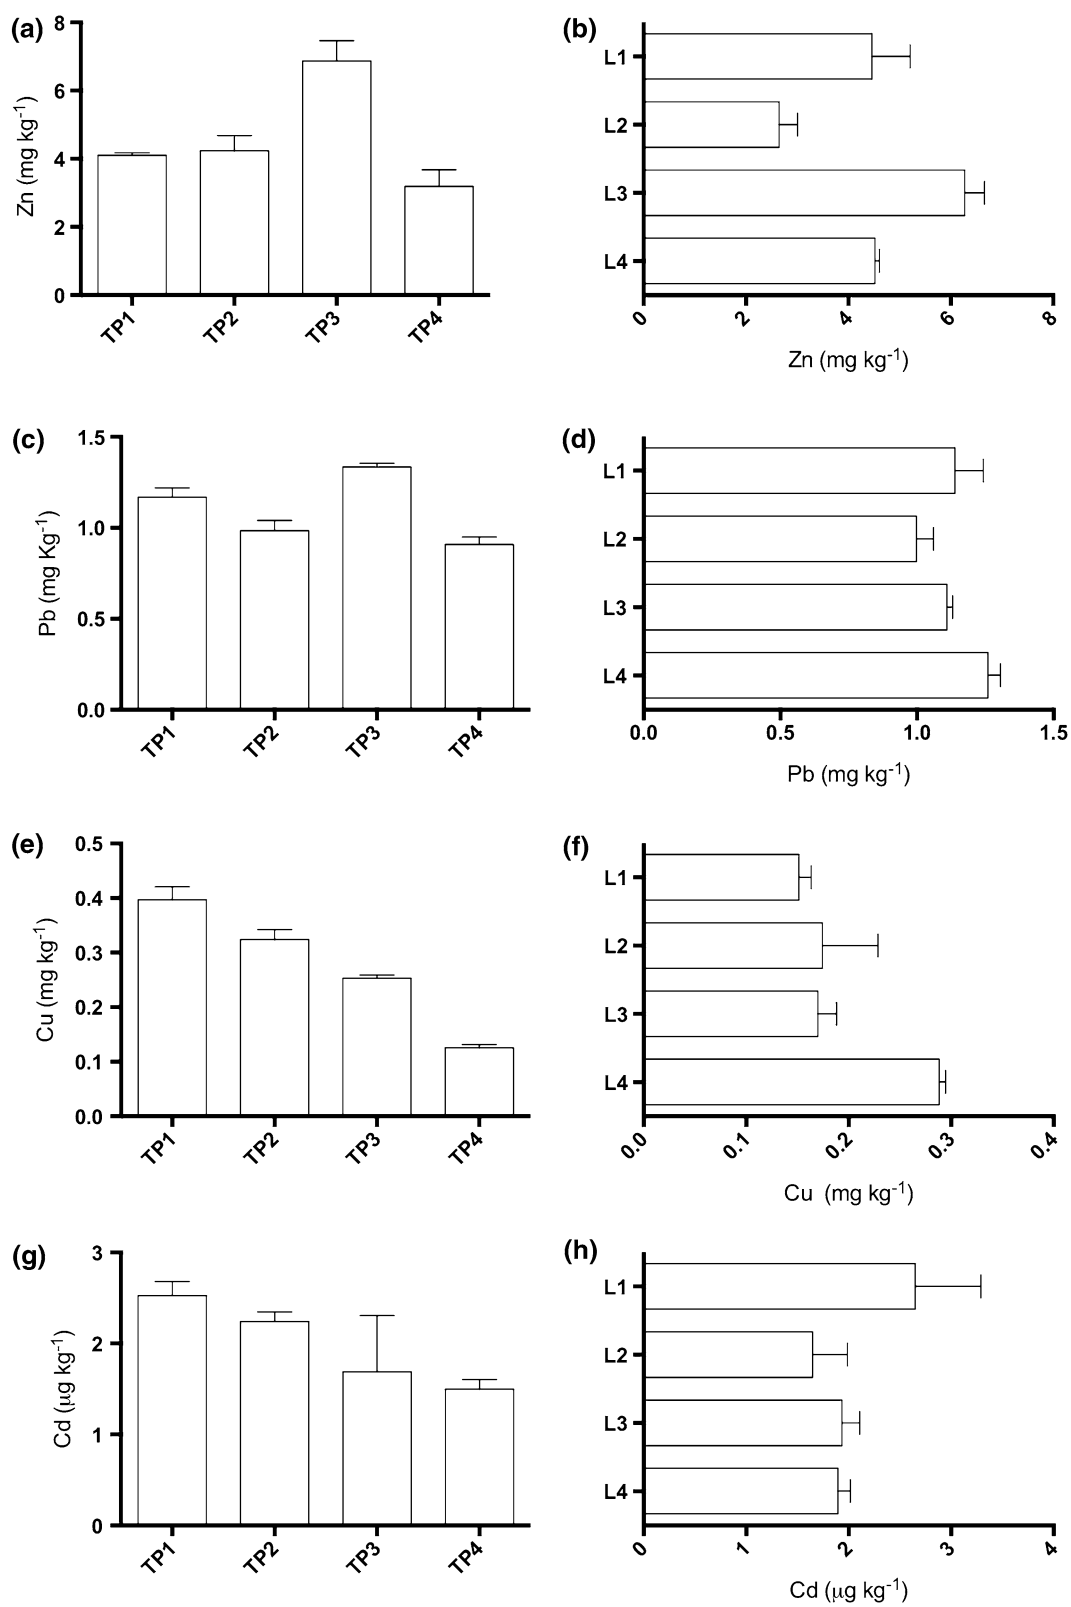 (a)
8
6
4
2
0
Zn (mg kg⁻¹)
TP1 TP2 TP3 TP4
(b)
L1
L2
L3
L4
0 2 4 6 8
Zn (mg kg⁻¹)
(c)
1.5
1.0
0.5
0.0
Pb (mg Kg⁻¹)
TP1 TP2 TP3 TP4
(d)
L1
L2
L3
L4
0.0 0.5 1.0 1.5
Pb (mg kg⁻¹)
(e)
0.5
0.4
0.3
0.2
0.1
0.0
Cu (mg kg⁻¹)
TP1 TP2 TP3 TP4
(f)
L1
L2
L3
L4
0.0 0.1 0.2 0.3 0.4
Cu (mg kg⁻¹)
(g)
3
2
1
0
Cd (µg kg⁻¹)
TP1 TP2 TP3 TP4
(h)
L1
L2
L3
L4
0 1 2 3 4
Cd (µg kg⁻¹)